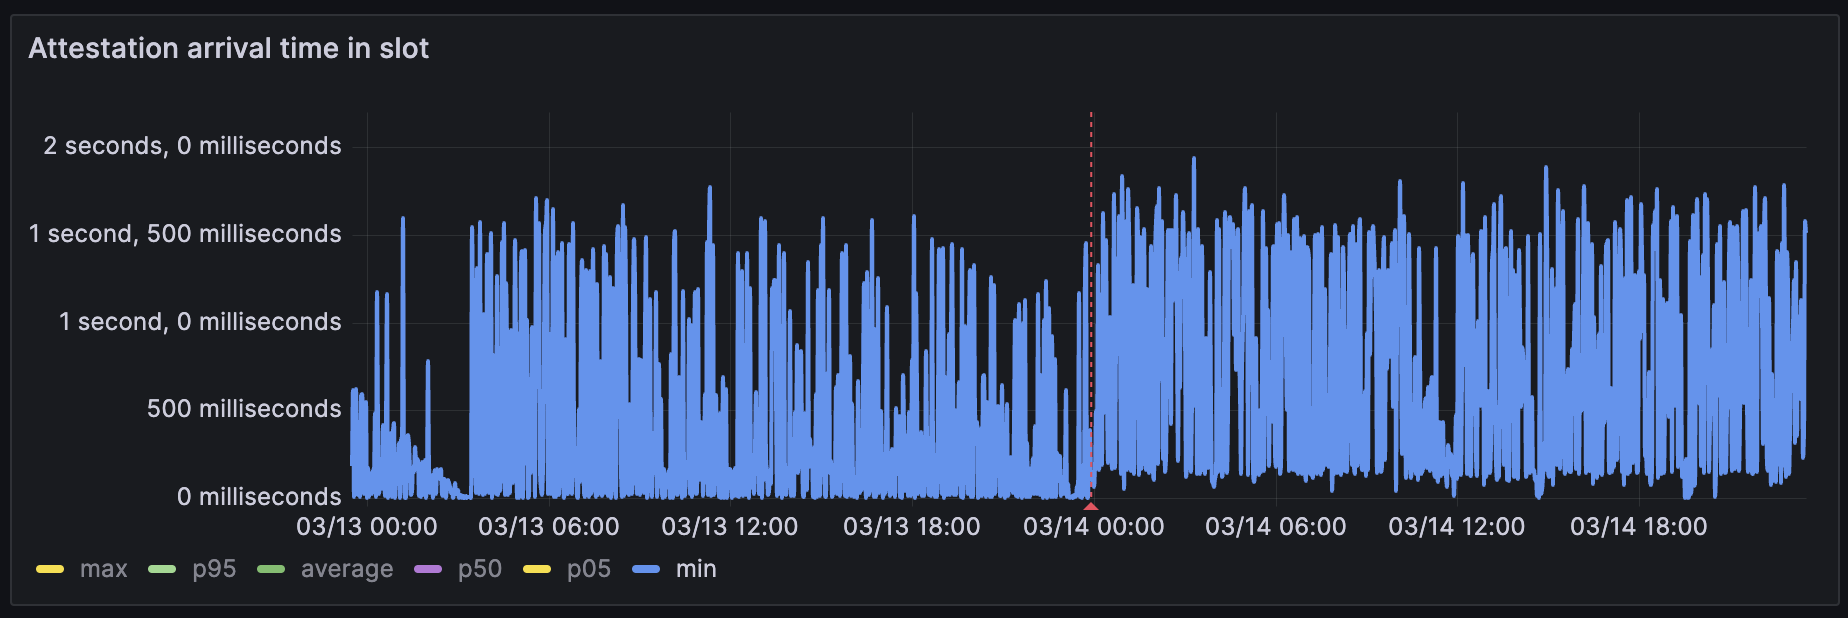 Attestation arrival time in slot
2 seconds, 0 milliseconds
1 second, 500 milliseconds
1 second, 0 milliseconds
500 milliseconds
0 milliseconds
03/13 00:00 03/13 06:00 03/13 12:00 03/13 18:00 03/14 00:00 03/14 06:00 03/14 12:00 03/14 18:00
max p95 average p50 p05 min